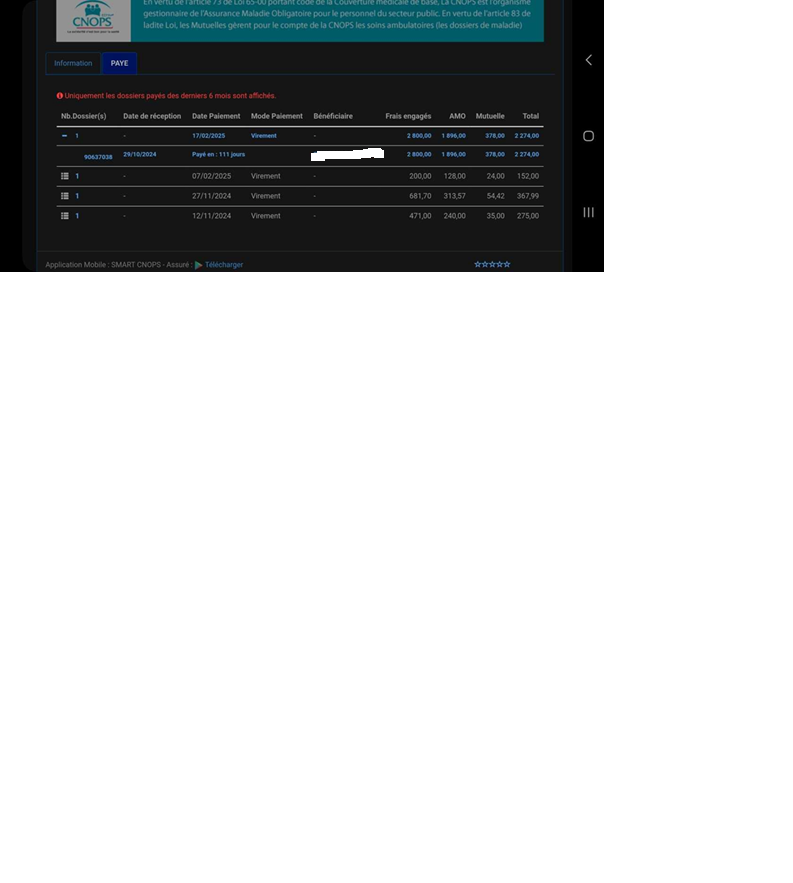 En vertu de l'article 73 de Loi 65-00 portant code de la Couverture médicale de base, La CNOPS est l'organisme
gestionnaire de l'Assurance Maladie Obligatoire pour le personnel du secteur public. En vertu de l'article 83 de
ladite Loi, les Mutuelles gèrent pour le compte de la CNOPS les soins ambulatoires (les dossiers de maladie)
CNOPS
Information PAYE
Uniquement les dossiers payés des derniers 6 mois sont affichés.
Nb.Dossier(s) Date de réception Date Paiement Mode Paiement Bénéficiaire Frais engagés AMO Mutuelle Total
1 - 17/02/2025 Virement - 2 800,00 1 896,00 378,00 2 274,00
90637038 29/10/2024 Payé en : 111 jours 2 800,00 1 896,00 378,00 2 274,00
1 - 07/02/2025 Virement - 200,00 128,00 24,00 152,00
1 - 27/11/2024 Virement - 681,70 313,57 54,42 367,99
1 - 12/11/2024 Virement - 471,00 240,00 35,00 275,00
Application Mobile : SMART CNOPS - Assuré : Télécharger